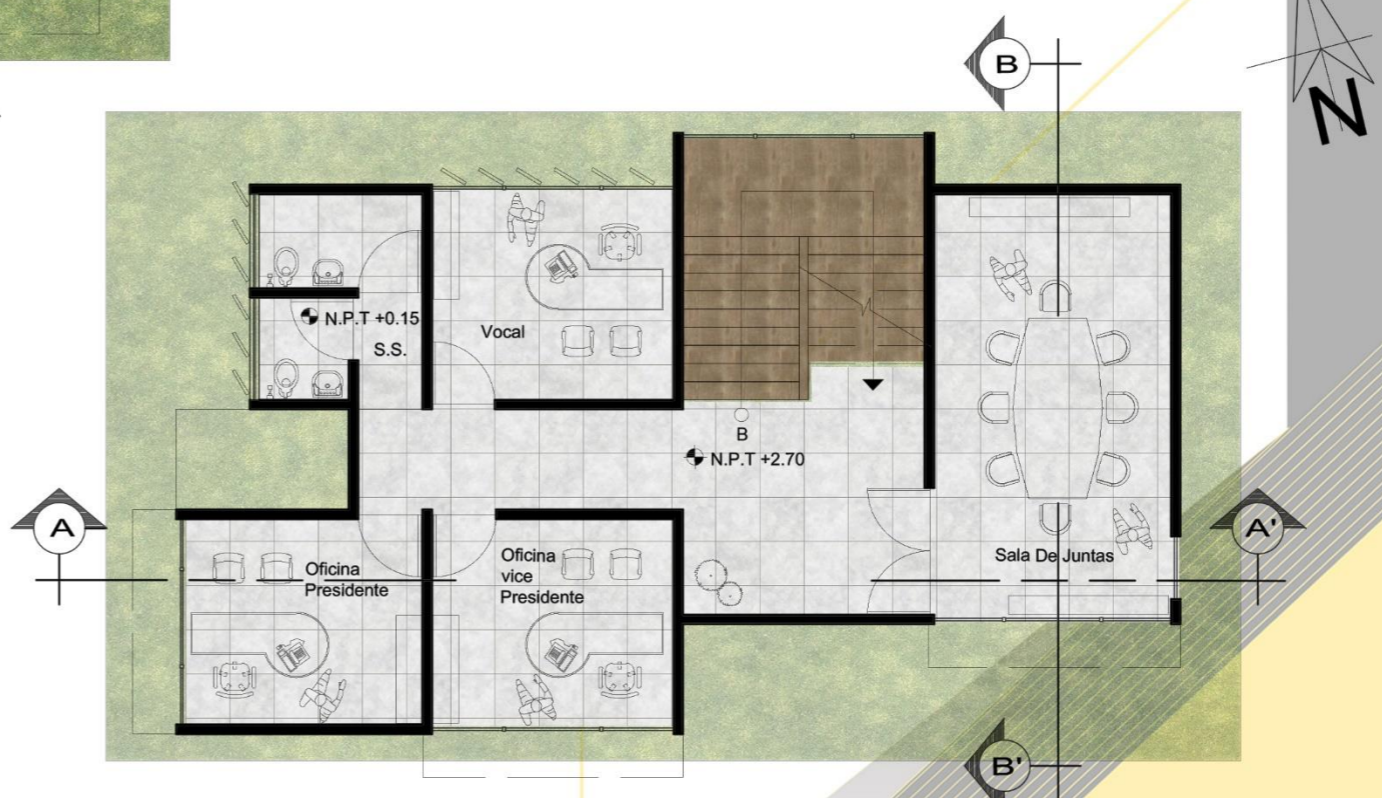 B
N
N.P.T +0.15
S.S.
Vocal
B
N.P.T +2.70
A
A'
Oficina
Presidente
Oficina
vice
Presidente
Sala De Juntas
B'